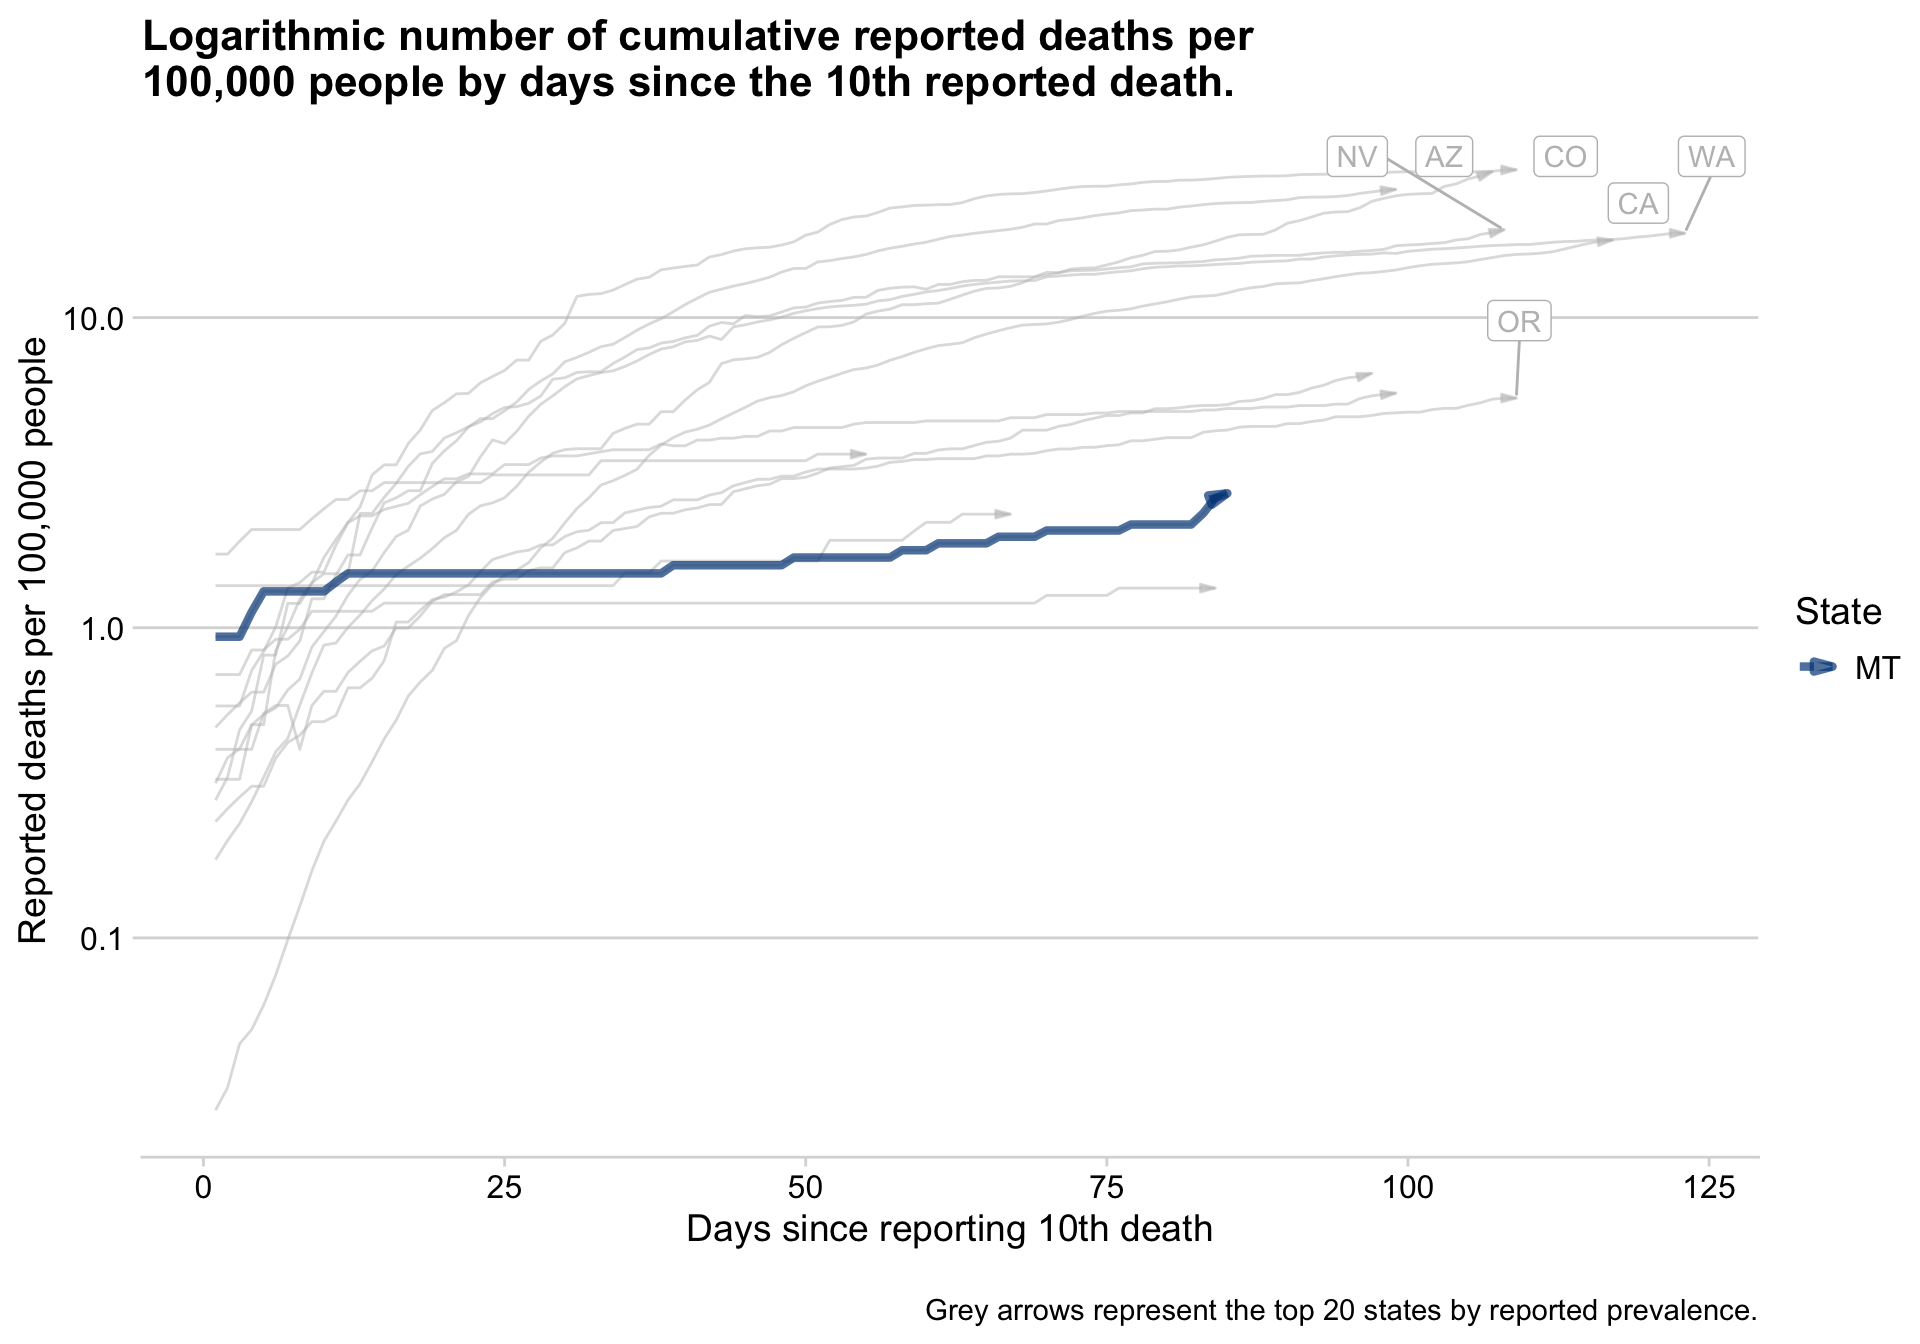 Logarithmic number of cumulative reported deaths per
100,000 people by days since the 10th reported death.
NV AZ CO WA
CA
OR
10.0
1.0
0.1
Reported deaths per 100,000 people
0 25 50 75 100 125
Days since reporting 10th death
State
MT
Grey arrows represent the top 20 states by reported prevalence.